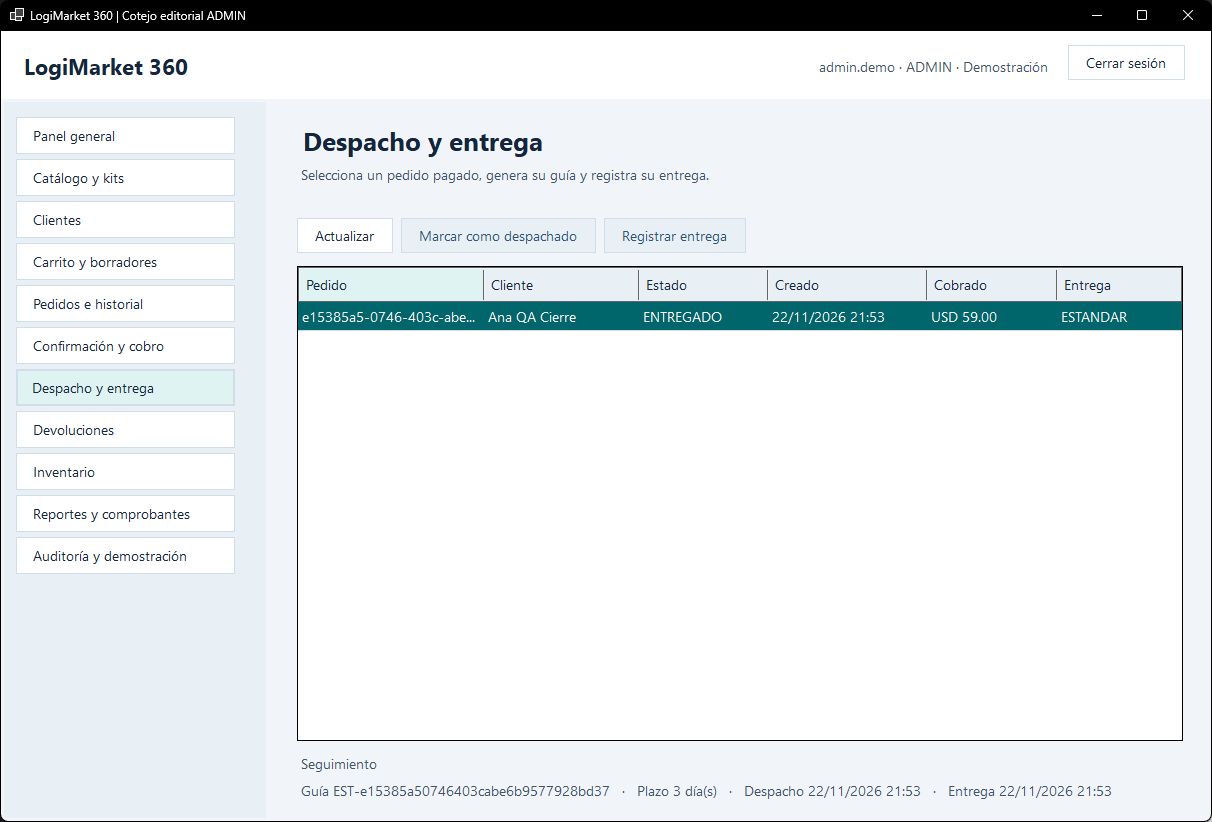 LogiMarket 360 | Cotejo editorial ADMIN
LogiMarket 360
admin.demo · ADMIN · Demostración
Cerrar sesión
Panel general
Catálogo y kits
Clientes
Carrito y borradores
Pedidos e historial
Confirmación y cobro
Despacho y entrega
Devoluciones
Inventario
Reportes y comprobantes
Auditoría y demostración
Despacho y entrega
Selecciona un pedido pagado, genera su guía y registra su entrega.
Actualizar Marcar como despachado Registrar entrega
Pedido Cliente Estado Creado Cobrado Entrega
e15385a5-0746-403c-abe... Ana QA Cierre ENTREGADO 22/11/2026 21:53 USD 59.00 ESTANDAR
Seguimiento
Guía EST-e15385a50746403cabe6b9577928bd37 · Plazo 3 día(s) · Despacho 22/11/2026 21:53 · Entrega 22/11/2026 21:53